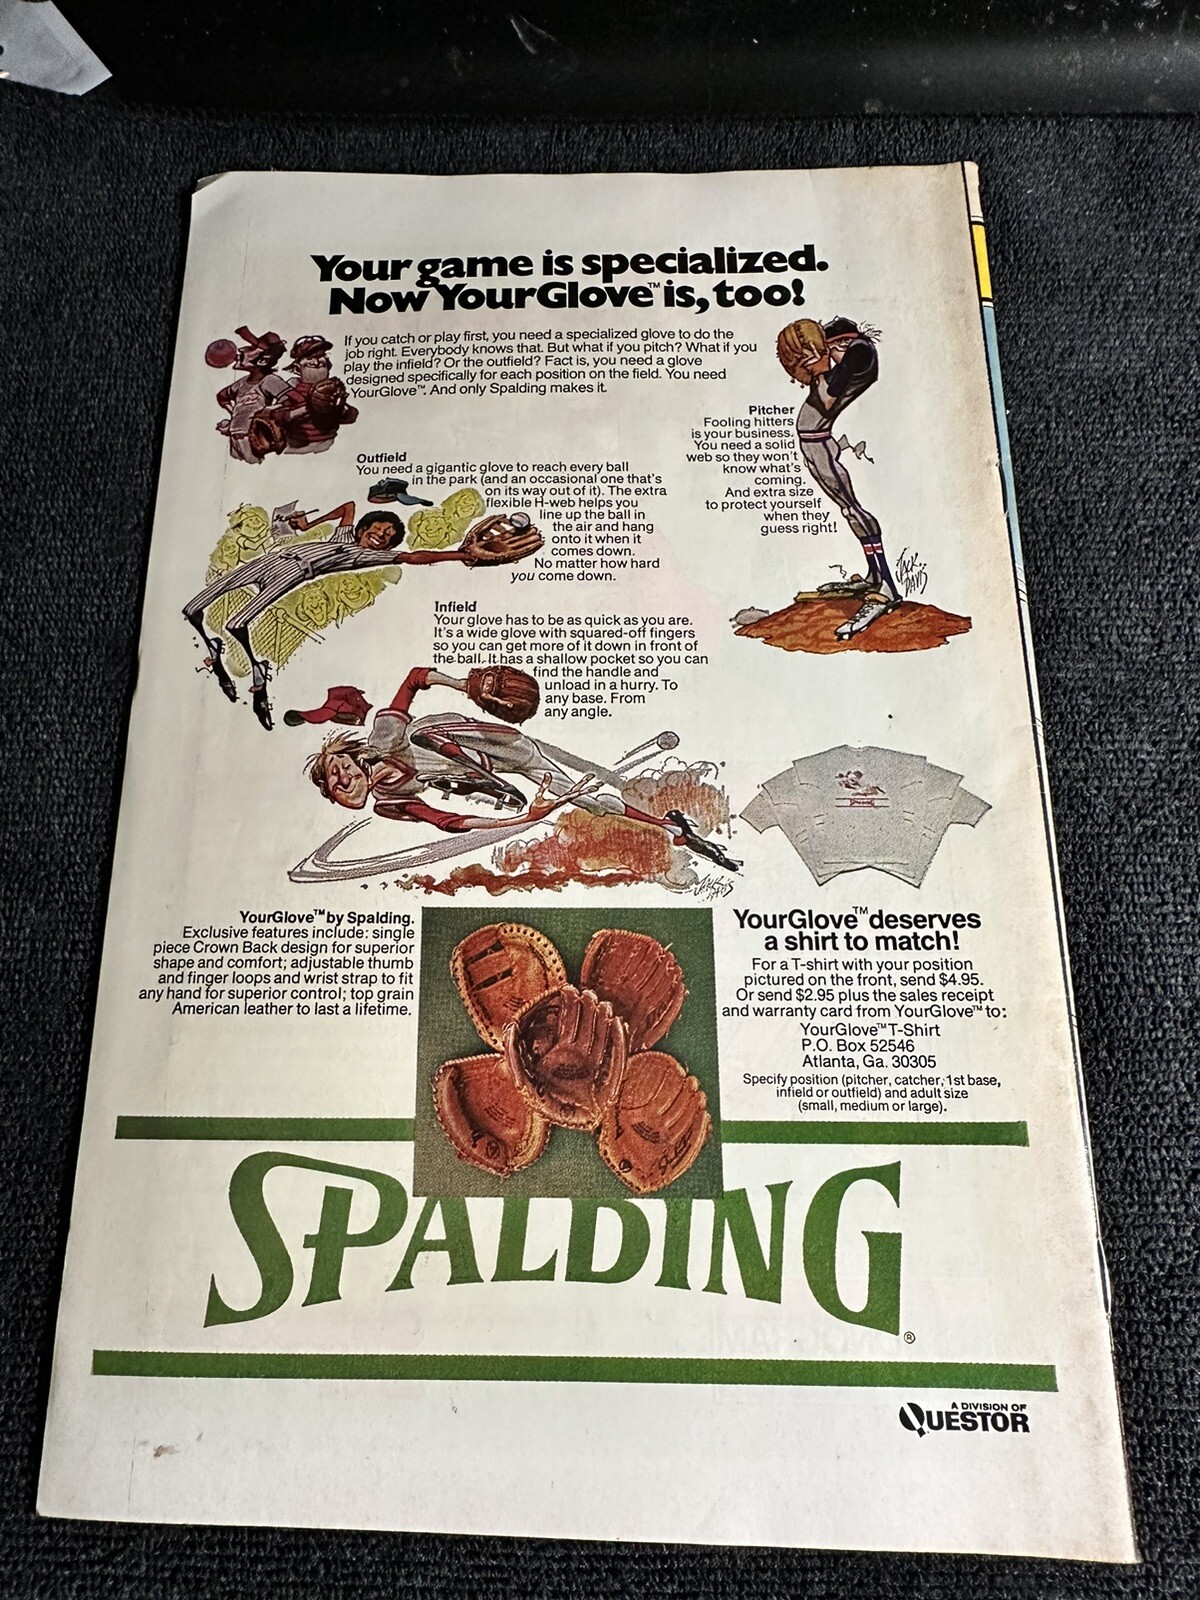 Your game is specialized.
Now YourGlove™ is, too!
If you catch or play first, you need a specialized glove to do the
job right. Everybody knows that. But what if you pitch? What if you
play the infield? Or the outfield? Fact is, you need a glove
designed specifically for each position on the field. You need
YourGlove™. And only Spalding makes it.
Pitcher
Fooling hitters
is your business.
You need a solid
web so they won't
know what's
coming.
And extra size
to protect yourself
when they
guess right!
JACK
DAVIS
Outfield
You need a gigantic glove to reach every ball
in the park (and an occasional one that's
on its way out of it). The extra
flexible H-web helps you
line up the ball in
the air and hang
onto it when it
comes down.
No matter how hard
you come down.
Infield
Your glove has to be as quick as you are.
It's a wide glove with squared-off fingers
so you can get more of it down in front of
the ball. It has a shallow pocket so you can
find the handle and
unload in a hurry. To
any base. From
any angle.
JACK
DAVIS
YourGlove™ by Spalding.
Exclusive features include: single
piece Crown Back design for superior
shape and comfort; adjustable thumb
and finger loops and wrist strap to fit
any hand for superior control; top grain
American leather to last a lifetime.
YourGlove™ deserves
a shirt to match!
For a T-shirt with your position
pictured on the front, send $4.95.
Or send $2.95 plus the sales receipt
and warranty card from YourGlove™ to:
YourGlove™ T-Shirt
P.O. Box 52546
Atlanta, Ga. 30305
Specify position (pitcher, catcher, 1st base,
infield or outfield) and adult size
(small, medium or large).
SPALDING®
A DIVISION OF
QUESTOR